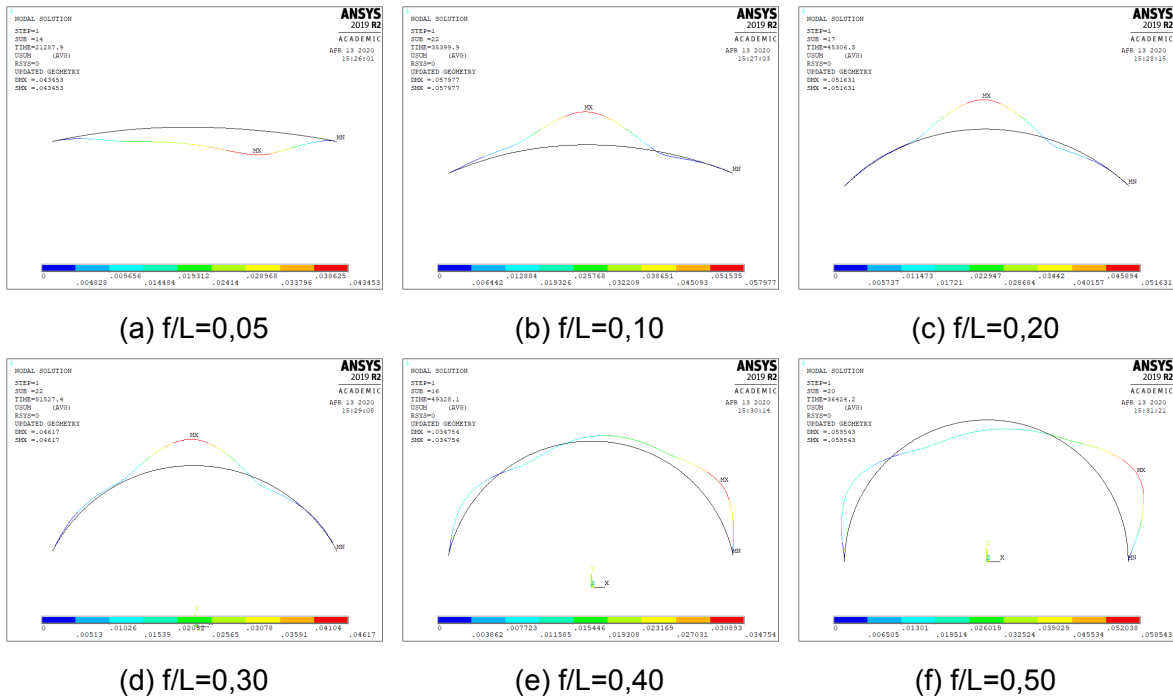 1
NODAL SOLUTION
STEP=1
SUB =14
TIME=21287.9
USUM (AVG)
RSYS=0
UPDATED GEOMETRY
DMX =.043453
SMX =.043453
ANSYS
2019 R2
ACADEMIC
APR 13 2020
15:26:01
MX
MN
0 .009656 .019312 .028968 .038625
.004828 .014484 .02414 .033796 .043453
(a) f/L=0,05
1
NODAL SOLUTION
STEP=1
SUB =22
TIME=35399.9
USUM (AVG)
RSYS=0
UPDATED GEOMETRY
DMX =.057977
SMX =.057977
ANSYS
2019 R2
ACADEMIC
APR 13 2020
15:27:03
MX
MN
0 .012884 .025768 .038651 .051535
.006442 .019326 .032209 .045093 .057977
(b) f/L=0,10
1
NODAL SOLUTION
STEP=1
SUB =17
TIME=45306.5
USUM (AVG)
RSYS=0
UPDATED GEOMETRY
DMX =.051631
SMX =.051631
ANSYS
2019 R2
ACADEMIC
APR 13 2020
15:28:15
MX
MN
0 .011473 .022947 .03442 .045894
.005737 .01721 .028684 .040157 .051631
(c) f/L=0,20
1
NODAL SOLUTION
STEP=1
SUB =22
TIME=51527.4
USUM (AVG)
RSYS=0
UPDATED GEOMETRY
DMX =.04617
SMX =.04617
ANSYS
2019 R2
ACADEMIC
APR 13 2020
15:29:08
MX
MN
Y
0 .01026 .02052 .03078 .04104
.00513 .01539 .02565 .03591 .04617
(d) f/L=0,30
1
NODAL SOLUTION
STEP=1
SUB =16
TIME=49328.1
USUM (AVG)
RSYS=0
UPDATED GEOMETRY
DMX =.034754
SMX =.034754
ANSYS
2019 R2
ACADEMIC
APR 13 2020
15:30:14
MX
MN
Y
Z X
0 .007723 .015446 .023169 .030893
.003862 .011585 .019308 .027031 .034754
(e) f/L=0,40
1
NODAL SOLUTION
STEP=1
SUB =20
TIME=36424.2
USUM (AVG)
RSYS=0
UPDATED GEOMETRY
DMX =.058543
SMX =.058543
ANSYS
2019 R2
ACADEMIC
APR 13 2020
15:31:21
MX
MN
Y
Z X
0 .01301 .026019 .039029 .052038
.006505 .019514 .032524 .045534 .058543
(f) f/L=0,50